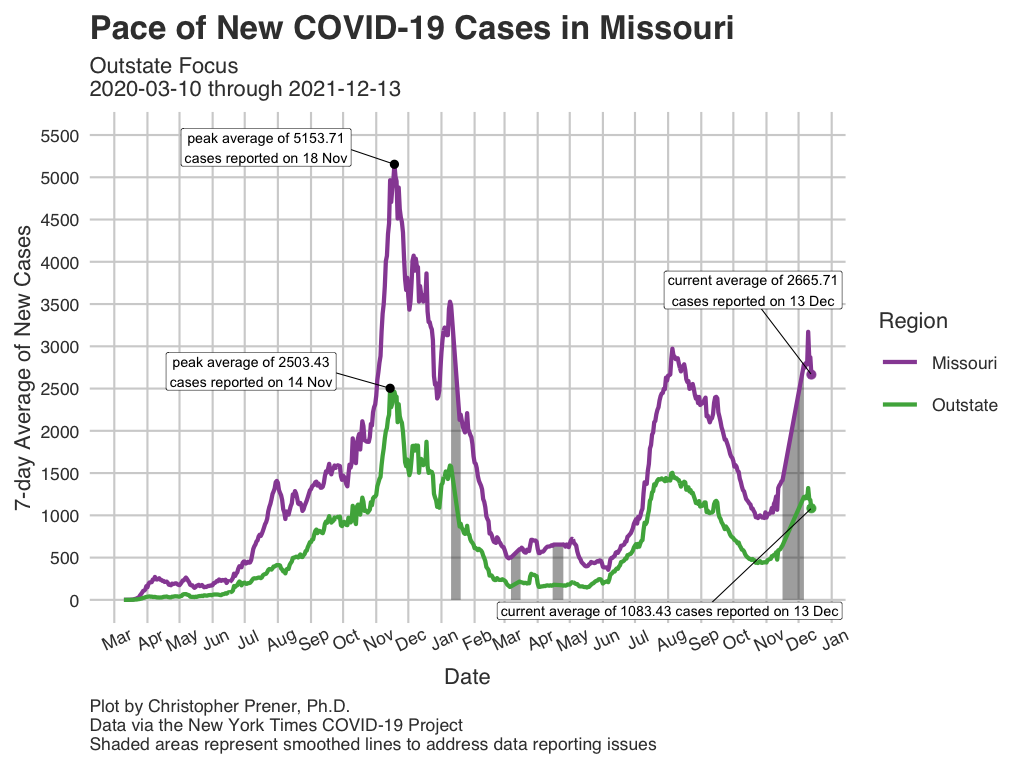 Pace of New COVID-19 Cases in Missouri
Outstate Focus
2020-03-10 through 2021-12-13
7-day Average of New Cases
5500
5000
4500
4000
3500
3000
2500
2000
1500
1000
500
0
peak average of 5153.71
cases reported on 18 Nov
peak average of 2503.43
cases reported on 14 Nov
current average of 2665.71
cases reported on 13 Dec
current average of 1083.43 cases reported on 13 Dec
Region
Missouri
Outstate
Mar Apr May Jun Jul Aug Sep Oct Nov Dec Jan Feb Mar Apr May Jun Jul Aug Sep Oct Nov Dec Jan
Date
Plot by Christopher Prener, Ph.D.
Data via the New York Times COVID-19 Project
Shaded areas represent smoothed lines to address data reporting issues